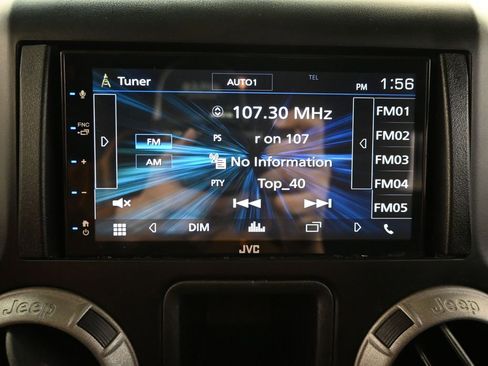 Tuner AUTO1 TEL PM 1:56
107.30 MHz FM01
FNC FM PS r on 107 FM02
AM No Information FM03
PTY Top_40 FM04
FM05
DIM
JVC
Jeep Jeep